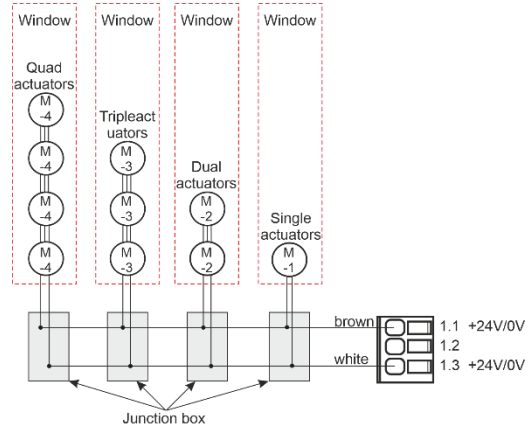 Window Window Window Window
Quad
actuators
M
-4
M
-4
M
-4
M
-4
Tripleact
uators
M
-3
M
-3
M
-3
Dual
actuators
M
-2
M
-2
Single
actuators
M
-1
brown 1.1 +24V/0V
1.2
white 1.3 +24V/0V
Junction box